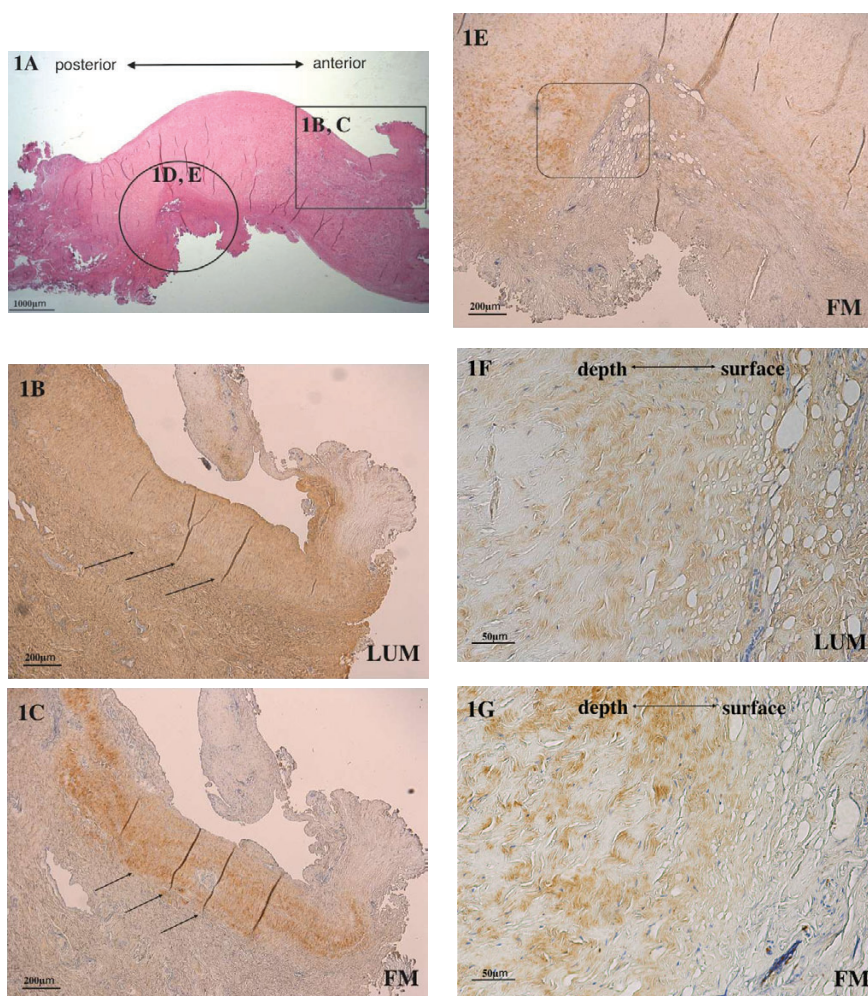 1A
posterior
anterior
1B, C
1D, E
1000µm
1B
200µm
LUM
1C
200µm
FM
1E
200µm
FM
1F
depth
surface
50µm
LUM
1G
depth
surface
50µm
FM